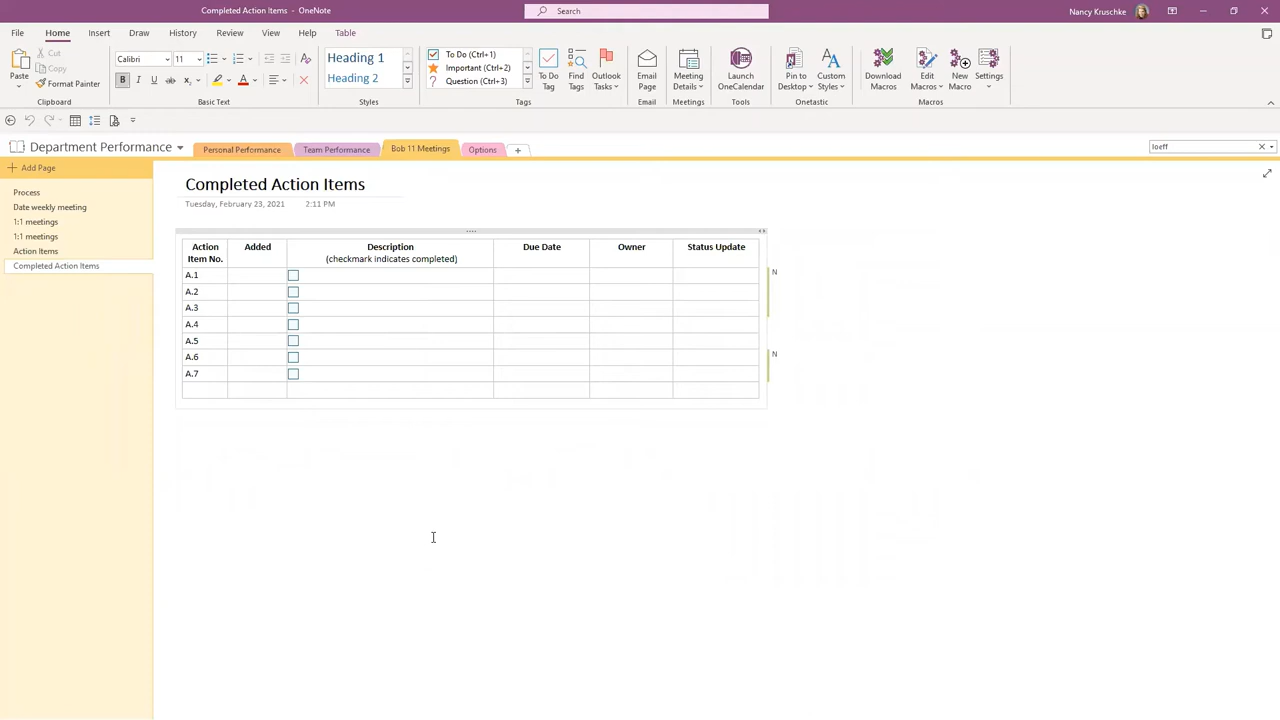 Completed Action Items - OneNote
Search
Nancy Kruschke
File Home Insert Draw History Review View Help Table
Paste
Cut
Copy
Format Painter
Clipboard
Calibri 11
B I U ab x A
Basic Text
Heading 1
Heading 2
Styles
To Do (Ctrl+1)
Important (Ctrl+2)
? Question (Ctrl+3)
To Do Tag
Find Tags
Outlook Tasks
Tags
Email Page
Email
Meeting Details
Meetings
Launch OneCalendar
Tools
Pin to Desktop
Custom Styles
Onetastic
Download Macros
Edit Macros
New Macro
Settings
Macros
Department Performance
Personal Performance Team Performance Bob 11 Meetings Options +
loeff
Add Page
Process
Date weekly meeting
1:1 meetings
1:1 meetings
Action Items
Completed Action Items
Completed Action Items
Tuesday, February 23, 2021 2:11 PM
Action Item No. Added Description (checkmark indicates completed) Due Date Owner Status Update
A.1 N
A.2
A.3
A.4
A.5
A.6 N
A.7